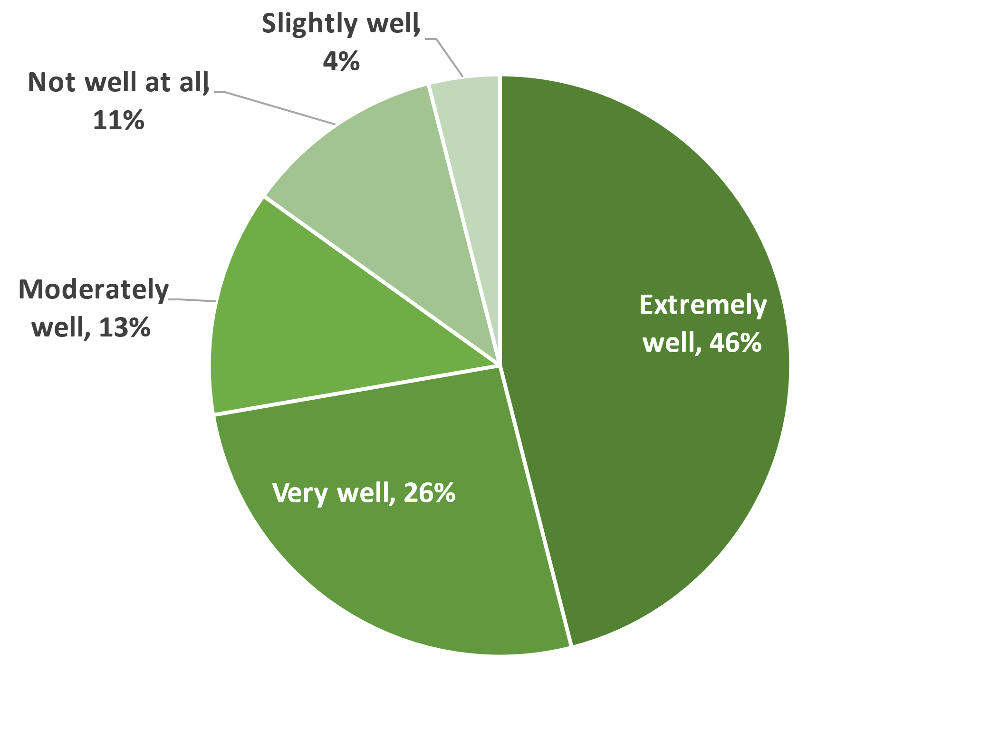 Slightly well,
4%
Not well at all,
11%
Moderately
well, 13%
Extremely
well, 46%
Very well, 26%